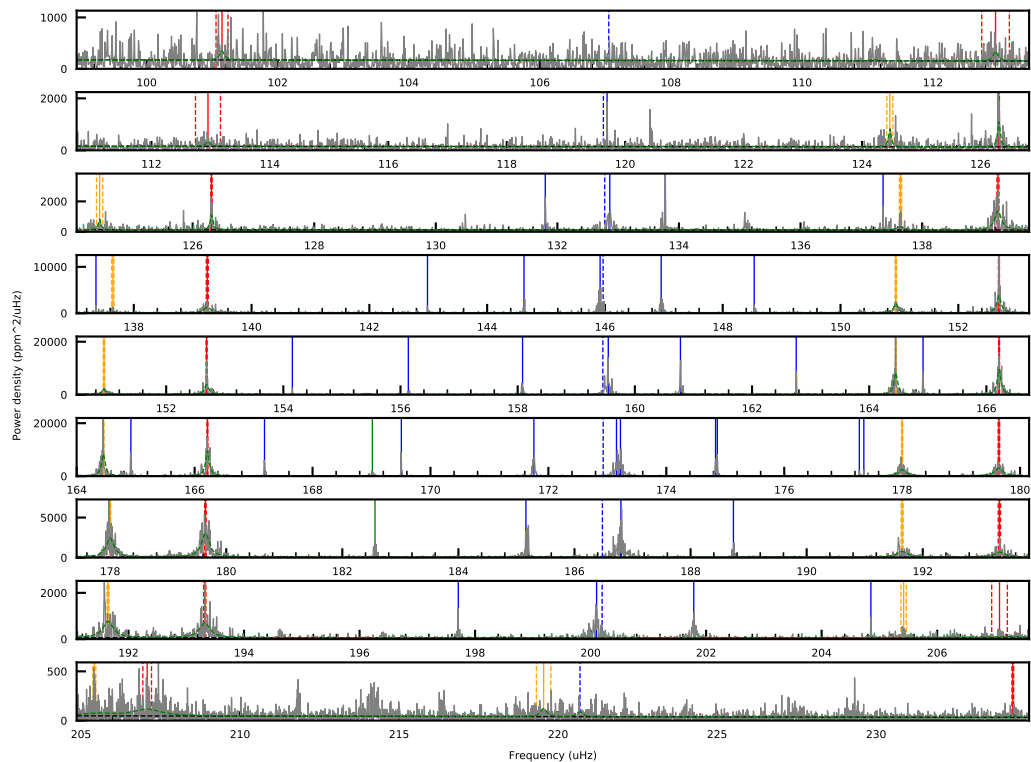 1000
0
100 102 104 106 108 110 112
2000
0
112 114 116 118 120 122 124 126
2000
0
126 128 130 132 134 136 138
10000
0
138 140 142 144 146 148 150 152
20000
0
152 154 156 158 160 162 164 166
20000
0
164 166 168 170 172 174 176 178 180
5000
0
178 180 182 184 186 188 190 192
2000
0
192 194 196 198 200 202 204 206
500
0
205 210 215 220 225 230
Power density (ppm^2/uHz)
Frequency (uHz)